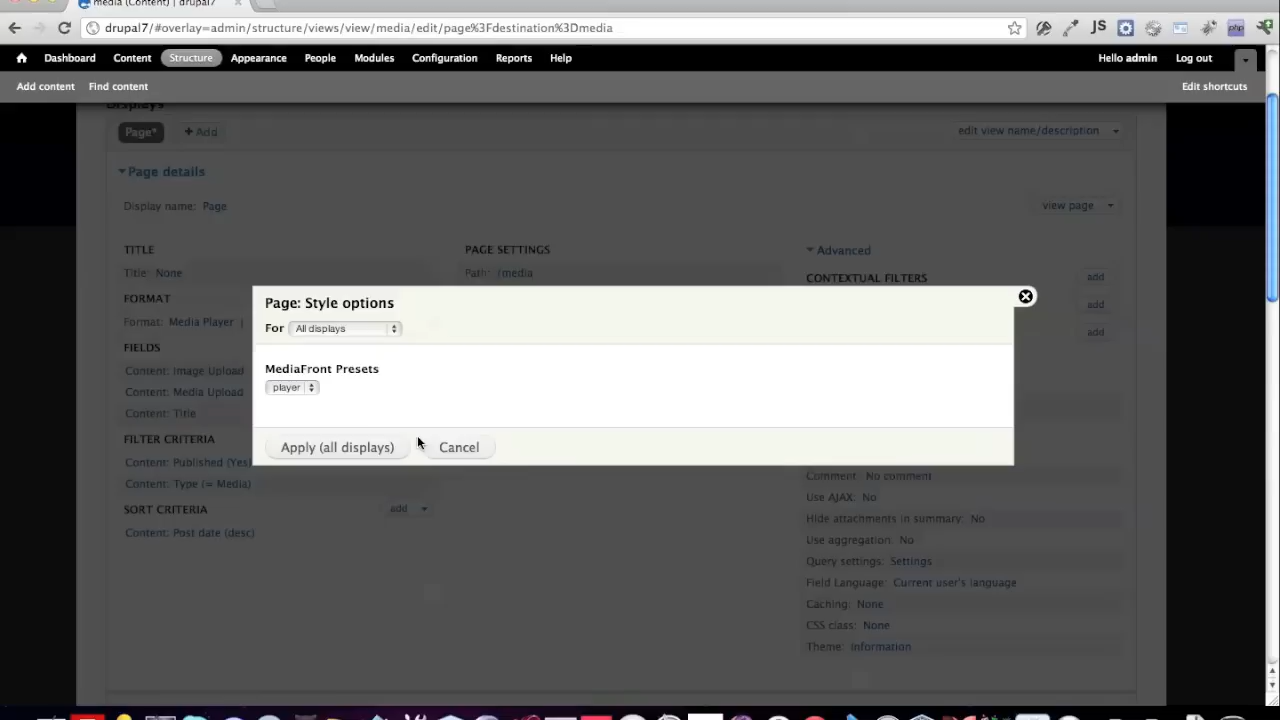 media (Content) | drupal7
drupal7/#overlay=admin/structure/views/view/media/edit/page%3Fdestination%3Dmedia
JS
php
Dashboard Content Structure Appearance People Modules Configuration Reports Help Hello admin Log out
Add content Find content Edit shortcuts
Displays
Page* + Add edit view name/description
Page details
Display name: Page view page
TITLE PAGE SETTINGS Advanced
Title: None Path: /media CONTEXTUAL FILTERS add
FORMAT add
Format: Media Player | add
FIELDS
Content: Image Upload
Content: Media Upload
Content: Title
FILTER CRITERIA
Content: Published (Yes)
Content: Type (= Media)
SORT CRITERIA add
Content: Post date (desc)
Page: Style options
For All displays
MediaFront Presets
player
Apply (all displays) Cancel
Comment: No comment
Use AJAX: No
Hide attachments in summary: No
Use aggregation: No
Query settings: Settings
Field Language: Current user's language
Caching: None
CSS class: None
Theme: Information